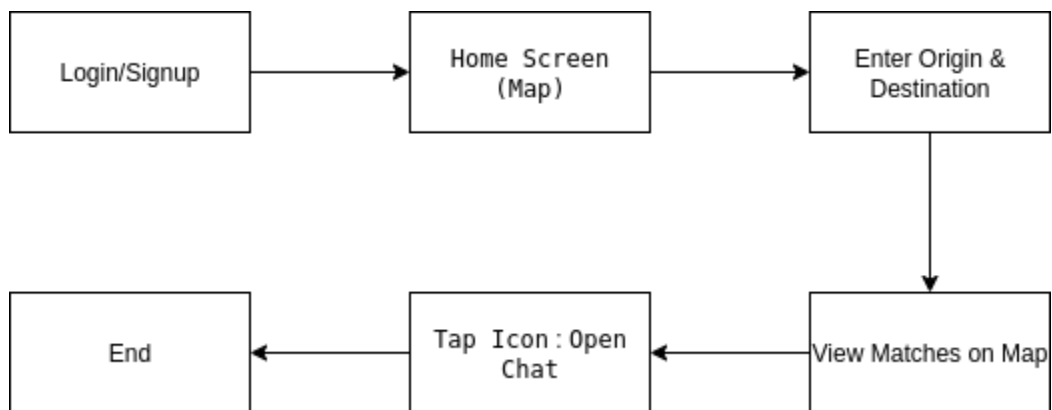 Login/Signup
Home Screen
(Map)
Enter Origin &
Destination
View Matches on Map
Tap Icon:Open
Chat
End